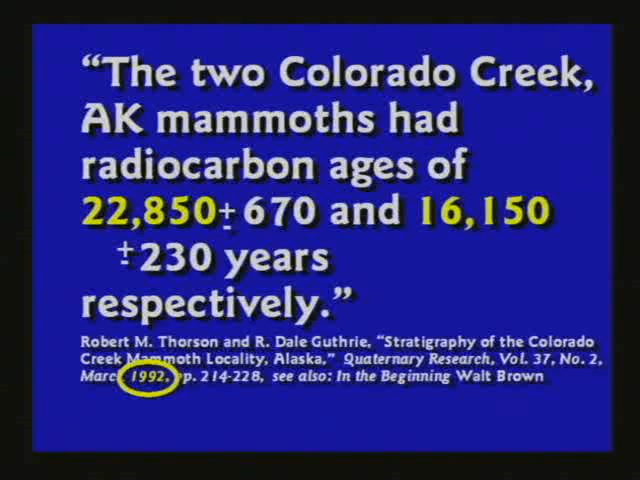 “The two Colorado Creek,
AK mammoths had
radiocarbon ages of
22,850± 670 and 16,150
±230 years
respectively.”
Robert M. Thorson and R. Dale Guthrie, “Stratigraphy of the Colorado
Creek Mammoth Locality, Alaska,” Quaternary Research, Vol. 37, No. 2,
March, 1992, pp. 214-228, see also: In the Beginning Walt Brown